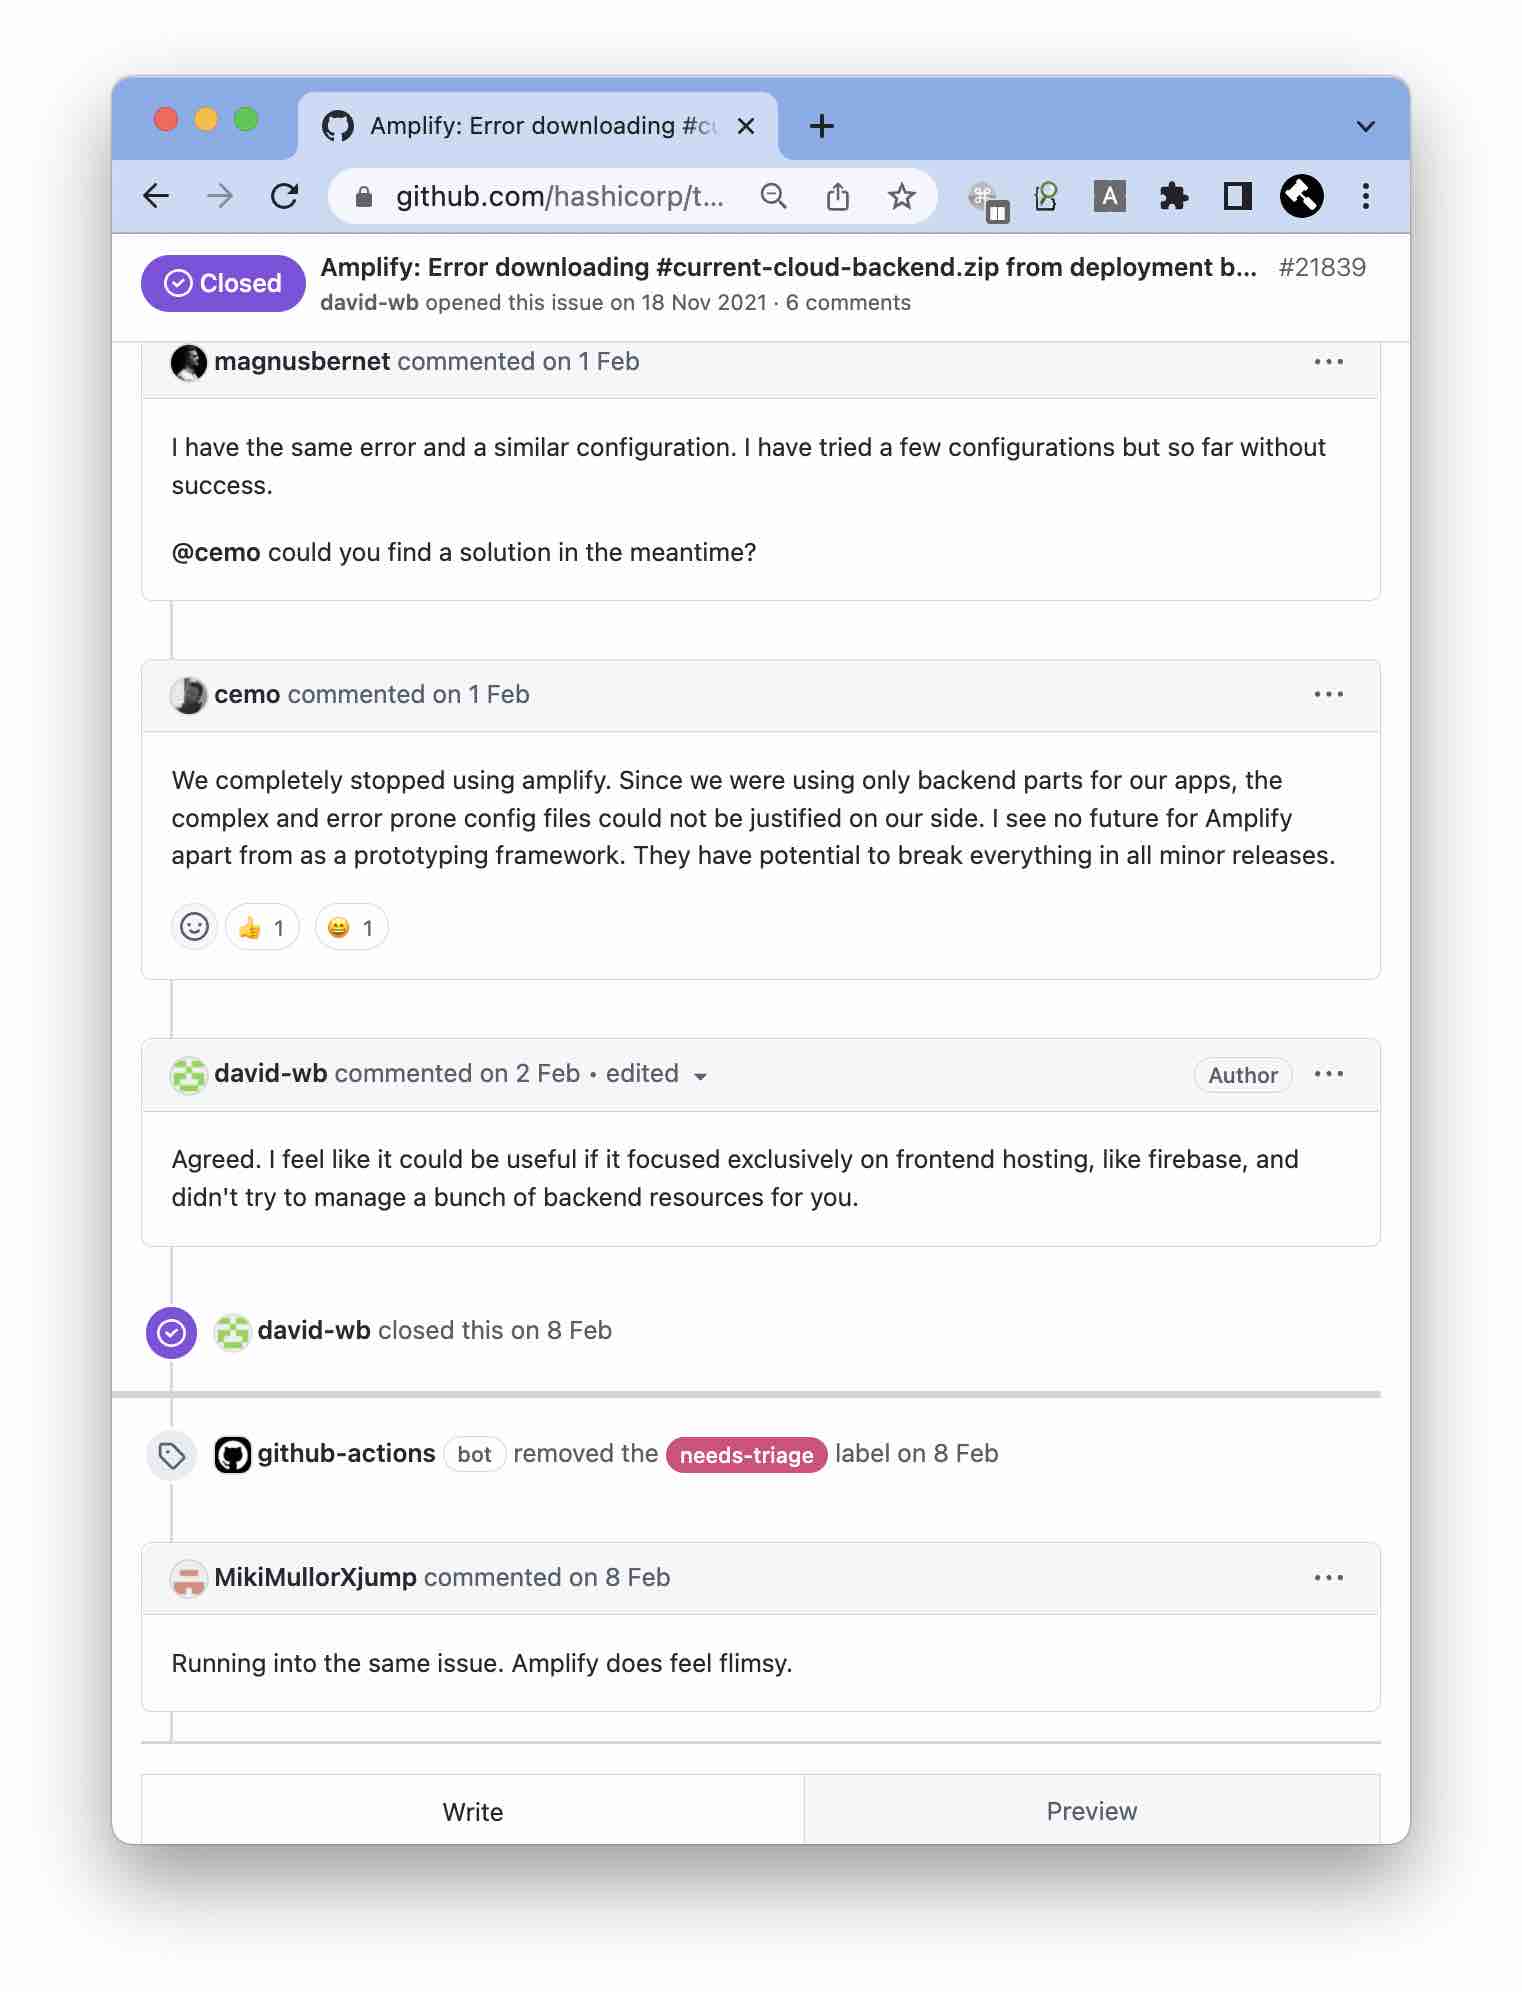 Amplify: Error downloading #cu
github.com/hashicorp/t...
A
Closed
Amplify: Error downloading #current-cloud-backend.zip from deployment b... #21839
david-wb opened this issue on 18 Nov 2021 · 6 comments
magnusbernet commented on 1 Feb
I have the same error and a similar configuration. I have tried a few configurations but so far without
success.
@cemo could you find a solution in the meantime?
cemo commented on 1 Feb
We completely stopped using amplify. Since we were using only backend parts for our apps, the
complex and error prone config files could not be justified on our side. I see no future for Amplify
apart from as a prototyping framework. They have potential to break everything in all minor releases.
👍 1 😄 1
david-wb commented on 2 Feb • edited
Author
Agreed. I feel like it could be useful if it focused exclusively on frontend hosting, like firebase, and
didn't try to manage a bunch of backend resources for you.
david-wb closed this on 8 Feb
github-actions bot removed the needs-triage label on 8 Feb
MikiMullorXjump commented on 8 Feb
Running into the same issue. Amplify does feel flimsy.
Write
Preview